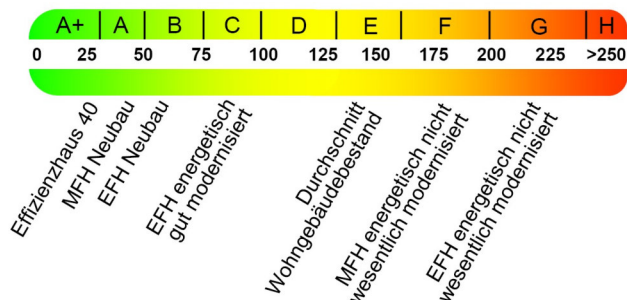 A+ A B C D E F G H
0 25 50 75 100 125 150 175 200 225 >250
Effizienzhaus 40
MFH Neubau
EFH Neubau
EFH energetisch
gut modernisiert
Durchschnitt
Wohngebäudebestand
MFH energetisch nicht
wesentlich modernisiert
EFH energetisch nicht
wesentlich modernisiert